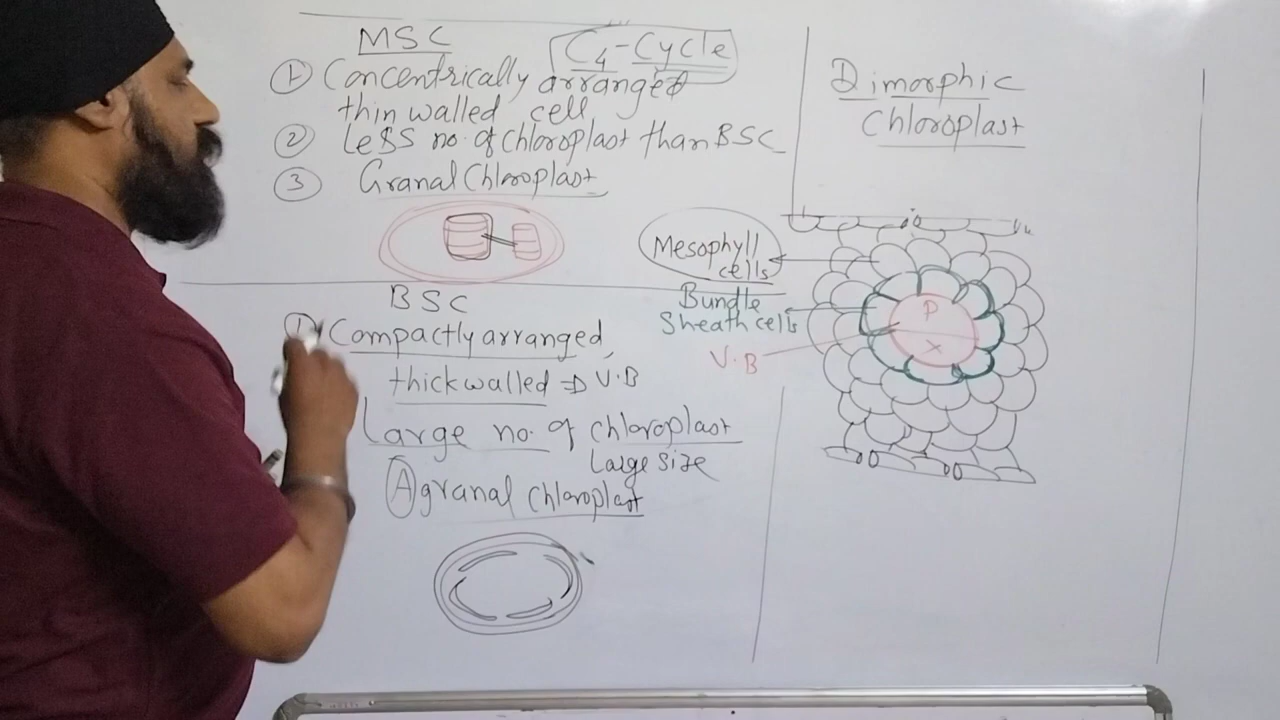 MSC
C4-Cycle
① Concentrically arranged
thin walled cell
② Less no. of chloroplast than BSC
③ Granal Chloroplast
BSC
① Compactly arranged,
thick walled ⇒ V.B
Large no. of chloroplast
Large size
Agranal chloroplast
Dimorphic
Chloroplast
Mesophyll
cells
Bundle
Sheath cells
V.B
P
X